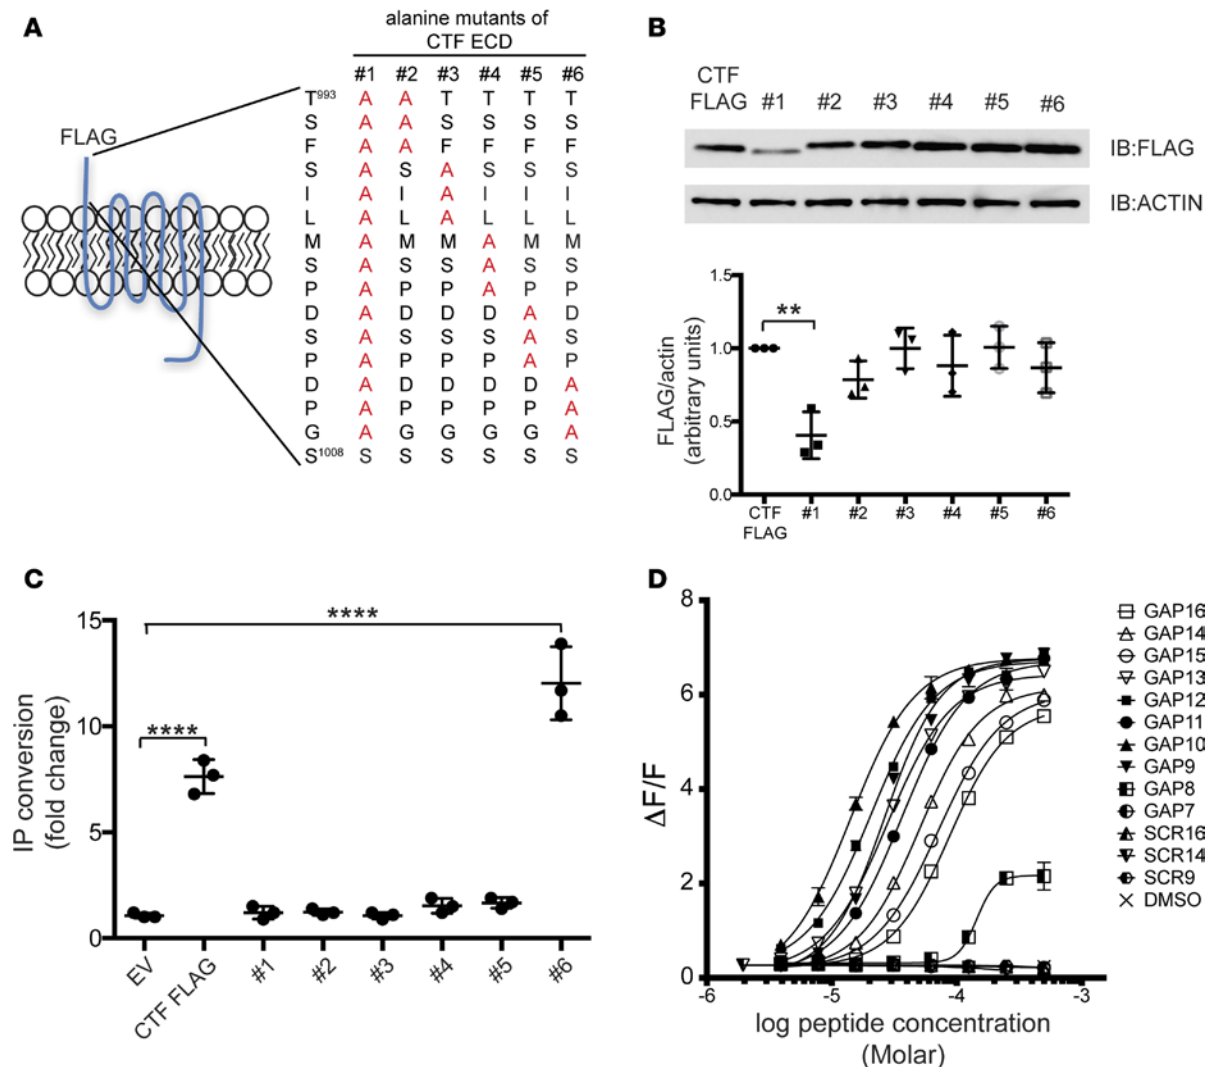 A
alanine mutants of
CTF ECD
#1 #2 #3 #4 #5 #6
T993 A A T T T T
S A A S S S S
F A A F F F F
S A S A S S S
I A I A I I I
L A L A L L L
M A M M A M M
S A S S A S S
P A P P A P P
D A D D D A D
S A S S S A S
P A P P P A P
D A D D D D A
P A P P P P A
G A G G G G A
S1008 S S S S S S
FLAG
B
CTF
FLAG #1 #2 #3 #4 #5 #6
IB:FLAG
IB:ACTIN
FLAG/actin
(arbitrary units)
1.5
1.0
0.5
0.0
**
CTF
FLAG
#1 #2 #3 #4 #5 #6
C
IP conversion
(fold change)
15
10
5
0
****
****
EV
CTF FLAG
#1
#2
#3
#4
#5
#6
D
ΔF/F
8
6
4
2
0
-6 -5 -4 -3
log peptide concentration
(Molar)
GAP16
GAP14
GAP15
GAP13
GAP12
GAP11
GAP10
GAP9
GAP8
GAP7
SCR16
SCR14
SCR9
DMSO